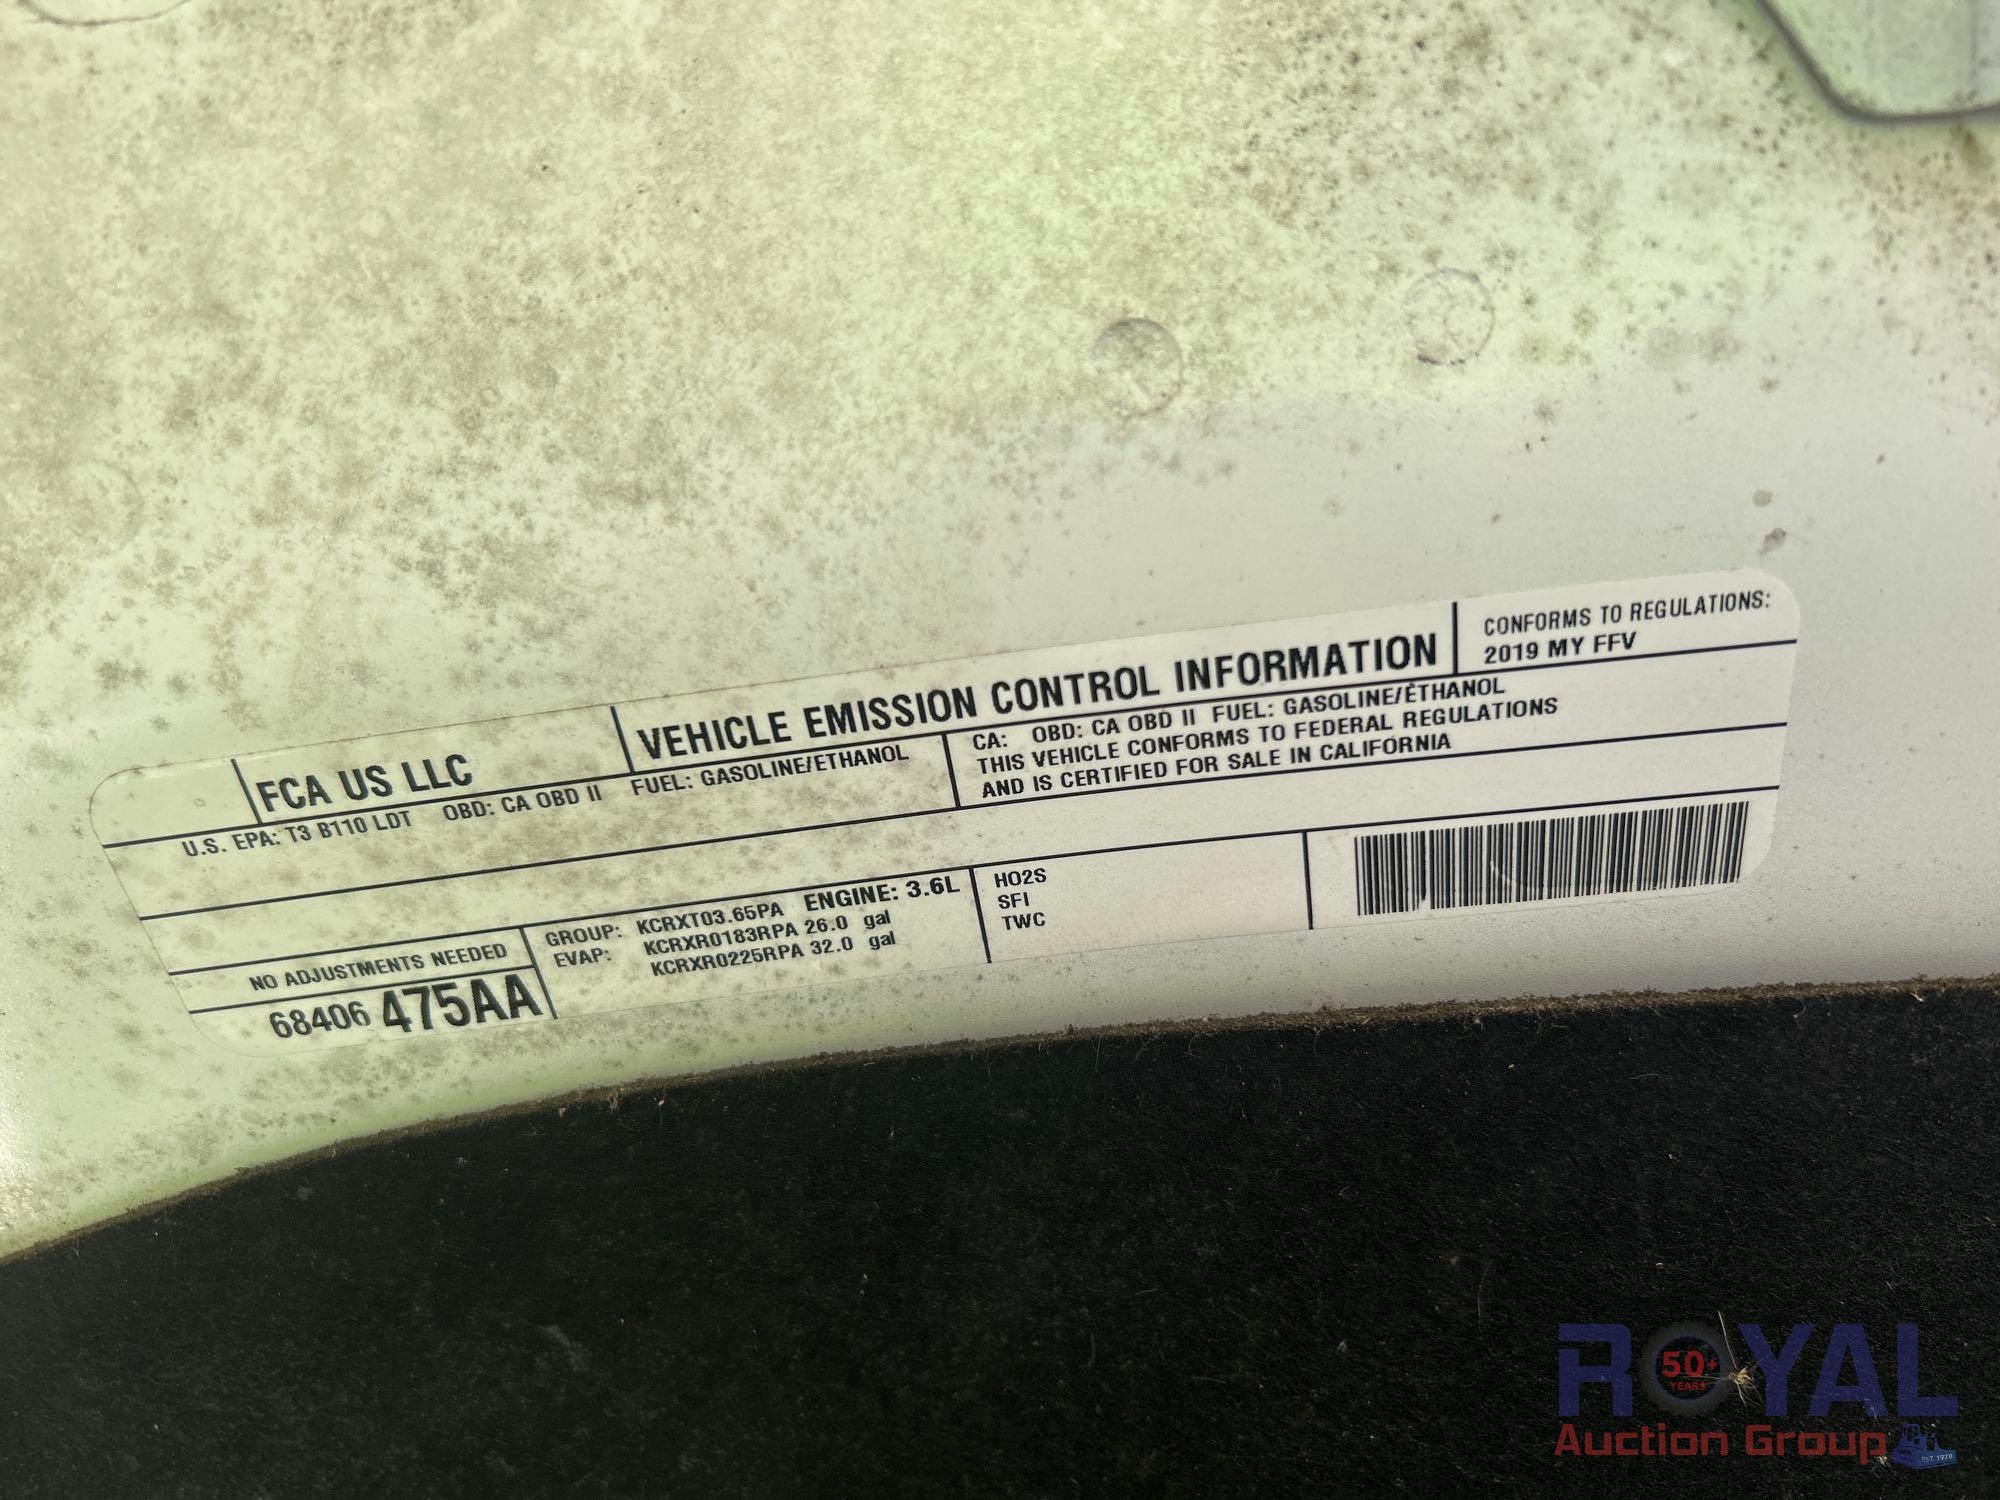 FCA US LLC
VEHICLE EMISSION CONTROL INFORMATION
CONFORMS TO REGULATIONS:
2019 MY FFV
U.S. EPA: T3 B110 LDT OBD: CA OBD II FUEL: GASOLINE/ETHANOL
CA: OBD: CA OBD II FUEL: GASOLINE/ETHANOL
THIS VEHICLE CONFORMS TO FEDERAL REGULATIONS
AND IS CERTIFIED FOR SALE IN CALIFORNIA
NO ADJUSTMENTS NEEDED
68406 475AA
GROUP: KCRXT03.65PA ENGINE: 3.6L
EVAP: KCRXR0183RPA 26.0 gal
KCRXR0225RPA 32.0 gal
HO2S
SFI
TWC
ROYAL
50+
YEARS
Auction Group
EST 1970